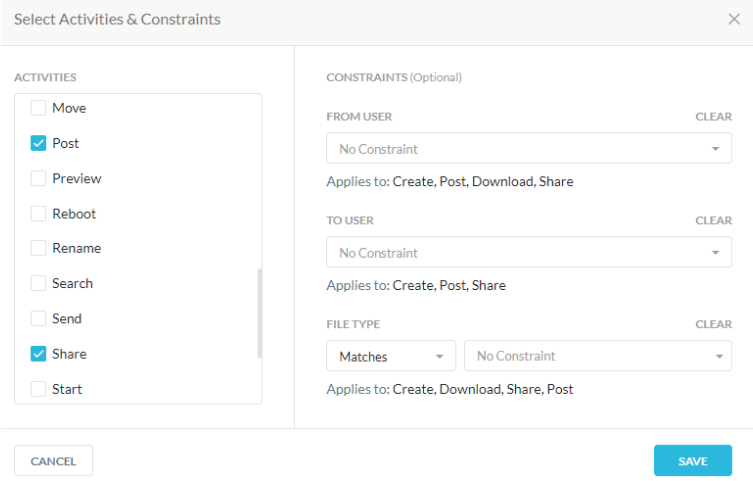 Select Activities & Constraints
ACTIVITIES
Move
Post
Preview
Reboot
Rename
Search
Send
Share
Start
CONSTRAINTS (Optional)
FROM USER CLEAR
No Constraint
Applies to: Create, Post, Download, Share
TO USER CLEAR
No Constraint
Applies to: Create, Post, Share
FILE TYPE CLEAR
Matches No Constraint
Applies to: Create, Download, Share, Post
CANCEL SAVE